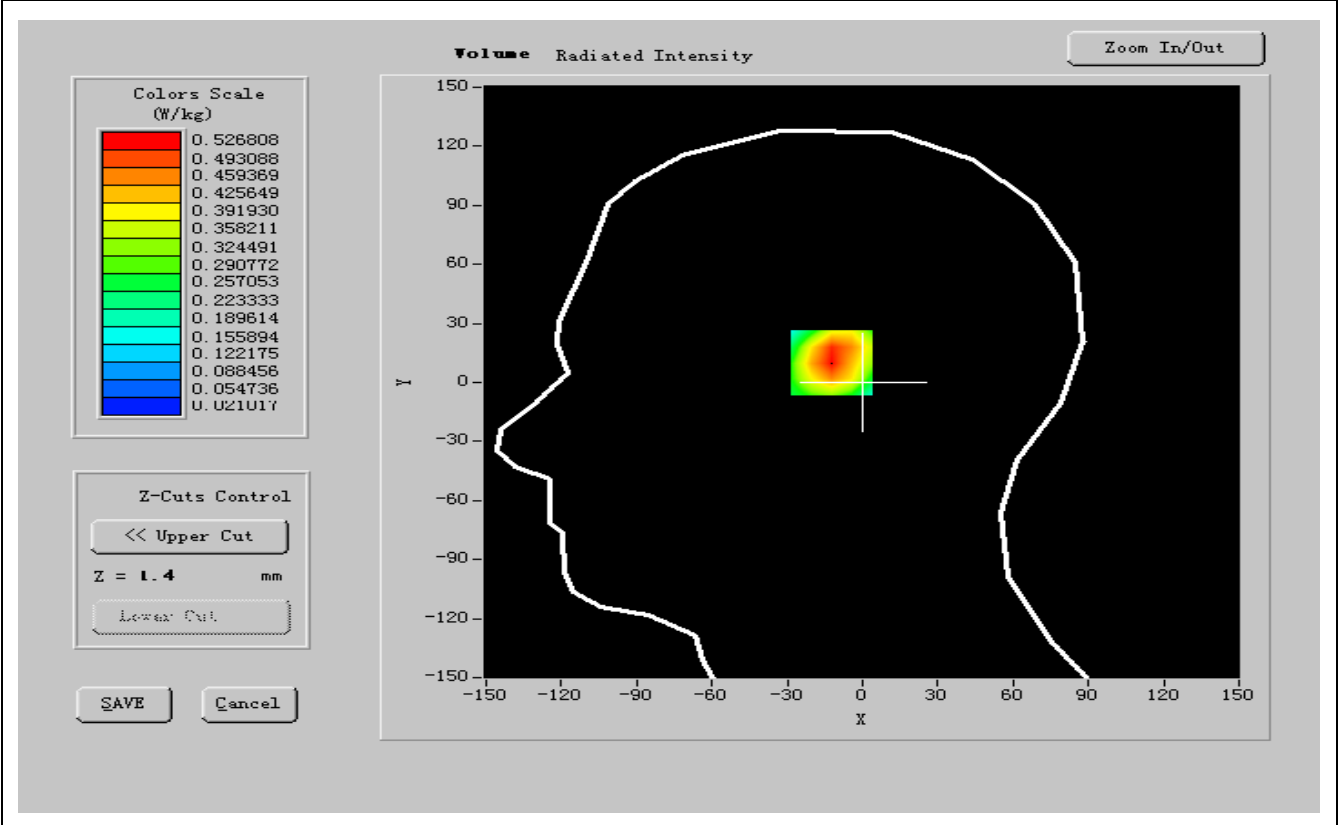 Volume Radiated Intensity
Zoom In/Out
Colors Scale
(W/kg)
0.526808
0.493088
0.459369
0.425649
0.391930
0.358211
0.324491
0.290772
0.257053
0.223333
0.189614
0.155894
0.122175
0.088456
0.054736
0.021017
Z-Cuts Control
<< Upper Cut
Z = 1.4 mm
Lower Cut
SAVE
Cancel
150
120
90
60
30
0
-30
-60
-90
-120
-150
Y
-150 -120 -90 -60 -30 0 30 60 90 120 150
X